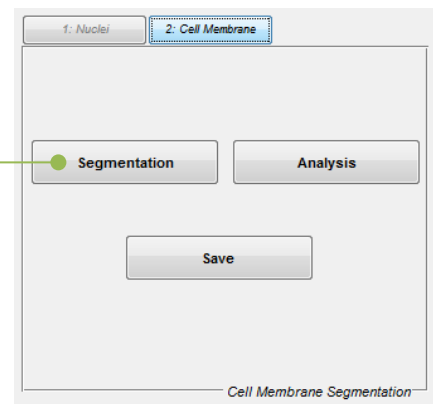 1: Nuclei 2: Cell Membrane
Segmentation Analysis
Save
Cell Membrane Segmentation